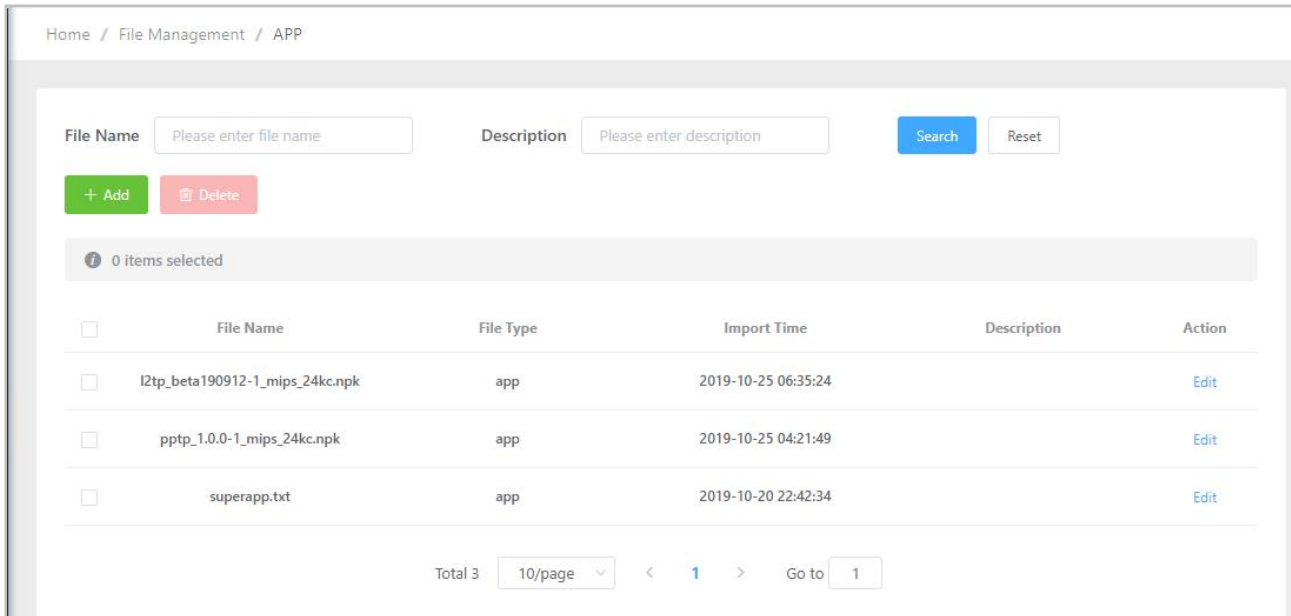 Home / File Management / APP
File Name Please enter file name Description Please enter description Search Reset
+ Add Delete
0 items selected
File Name File Type Import Time Description Action
l2tp_beta190912-1_mips_24kc.npk app 2019-10-25 06:35:24 Edit
pptp_1.0.0-1_mips_24kc.npk app 2019-10-25 04:21:49 Edit
superapp.txt app 2019-10-20 22:42:34 Edit
Total 3 10/page < 1 > Go to 1